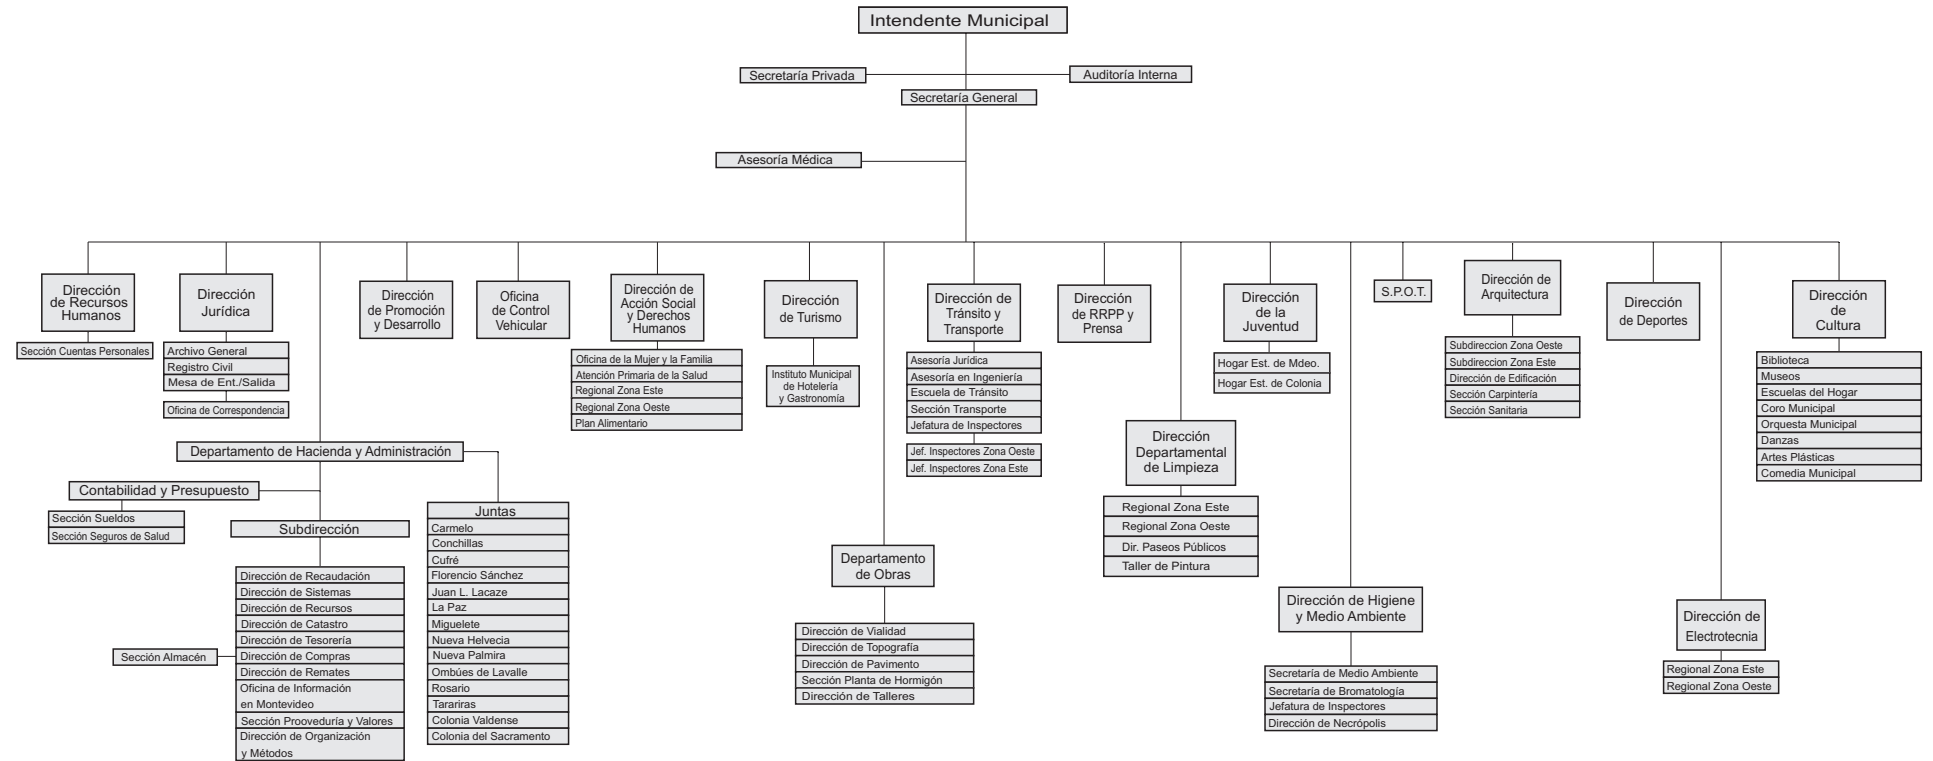 Intendente Municipal
Secretaría Privada
Auditoría Interna
Secretaría General
Asesoría Médica
Dirección
de Recursos
Humanos
Sección Cuentas Personales
Dirección
Jurídica
Archivo General
Registro Civil
Mesa de Ent./Salida
Oficina de Correspondencia
Departamento de Hacienda y Administración
Contabilidad y Presupuesto
Sección Sueldos
Sección Seguros de Salud
Subdirección
Dirección de Recaudación
Dirección de Sistemas
Dirección de Recursos
Dirección de Catastro
Dirección de Tesorería
Dirección de Compras
Dirección de Remates
Oficina de Información
en Montevideo
Sección Prooveduría y Valores
Dirección de Organización
y Métodos
Sección Almacén
Juntas
Carmelo
Conchillas
Cufré
Florencio Sánchez
Juan L. Lacaze
La Paz
Miguelete
Nueva Helvecia
Nueva Palmira
Ombúes de Lavalle
Rosario
Tarariras
Colonia Valdense
Colonia del Sacramento
Dirección
de Promoción
y Desarrollo
Oficina
de Control
Vehicular
Dirección de
Acción Social
y Derechos
Humanos
Oficina de la Mujer y la Familia
Atención Primaria de la Salud
Regional Zona Este
Regional Zona Oeste
Plan Alimentario
Dirección
de Turismo
Instituto Municipal
de Hotelería
y Gastronomía
Departamento
de Obras
Dirección de Vialidad
Dirección de Topografía
Dirección de Pavimento
Sección Planta de Hormigón
Dirección de Talleres
Dirección de
Tránsito y
Transporte
Asesoría Jurídica
Asesoría en Ingeniería
Escuela de Tránsito
Sección Transporte
Jefatura de Inspectores
Jef. Inspectores Zona Oeste
Jef. Inspectores Zona Este
Dirección
de RRPP y
Prensa
Dirección
Departamental
de Limpieza
Regional Zona Este
Regional Zona Oeste
Dir. Paseos Públicos
Taller de Pintura
Dirección
de la
Juventud
Hogar Est. de Mdeo.
Hogar Est. de Colonia
Dirección de Higiene
y Medio Ambiente
Secretaría de Medio Ambiente
Secretaría de Bromatología
Jefatura de Inspectores
Dirección de Necrópolis
S.P.O.T.
Dirección de
Arquitectura
Subdireccion Zona Oeste
Subdireccion Zona Este
Dirección de Edificación
Sección Carpintería
Sección Sanitaria
Dirección
de Deportes
Dirección de
Electrotecnia
Regional Zona Este
Regional Zona Oeste
Dirección
de
Cultura
Biblioteca
Museos
Escuelas del Hogar
Coro Municipal
Orquesta Municipal
Danzas
Artes Plásticas
Comedia Municipal